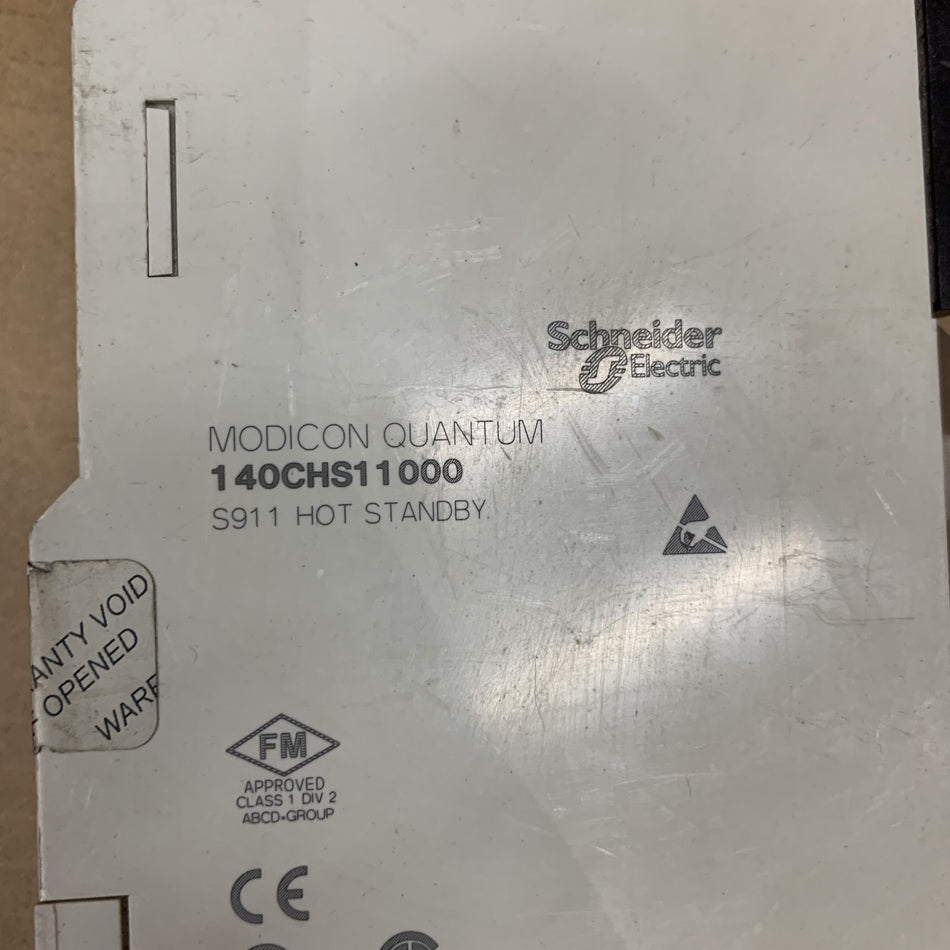 Schneider
Electric
MODICON QUANTUM
140CHS11000
S911 HOT STANDBY
ANTY VOID
OPENED
WARR
FM
APPROVED
CLASS 1 DIV 2
ABCD-GROUP
CE